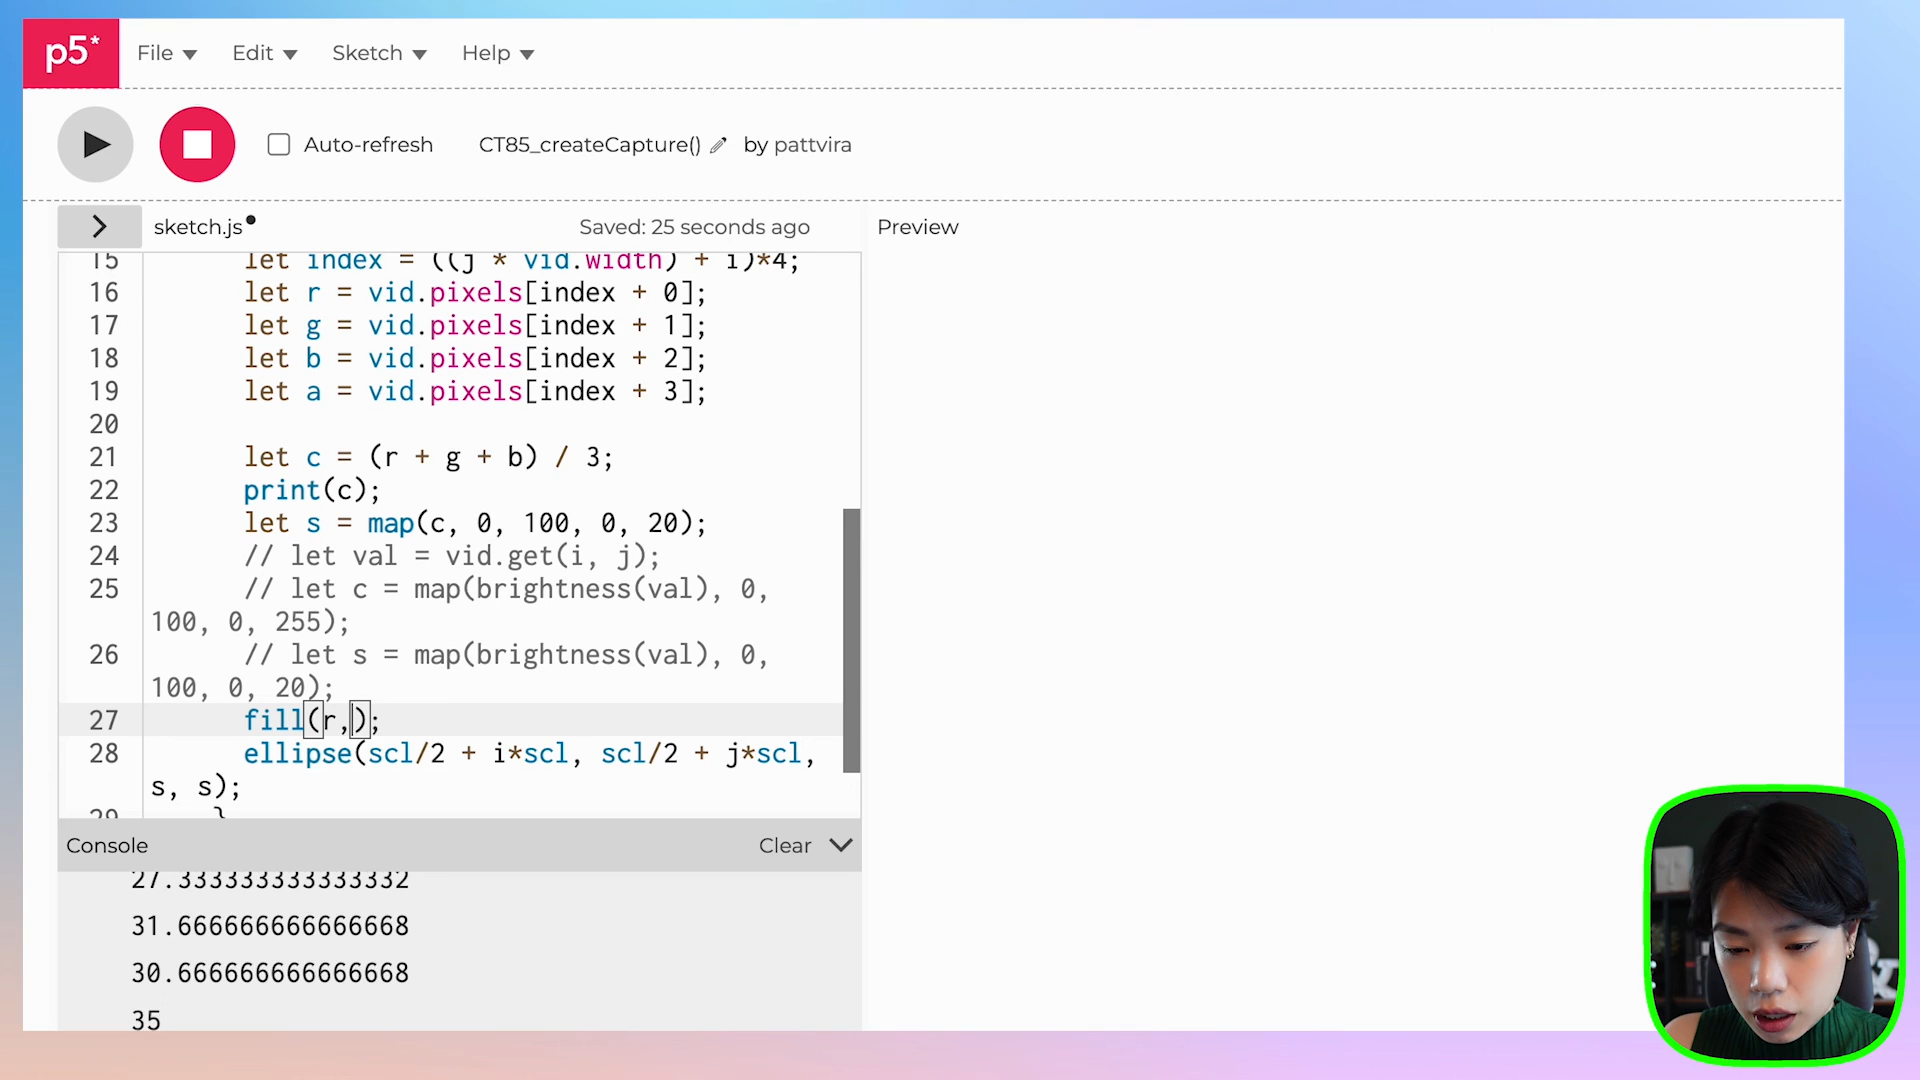 p5*
File Edit Sketch Help
Auto-refresh CT85_createCapture() by pattvira
sketch.js Saved: 25 seconds ago Preview
15 let index = ((j * vid.width) + i)*4;
16 let r = vid.pixels[index + 0];
17 let g = vid.pixels[index + 1];
18 let b = vid.pixels[index + 2];
19 let a = vid.pixels[index + 3];
20
21 let c = (r + g + b) / 3;
22 print(c);
23 let s = map(c, 0, 100, 0, 20);
24 // let val = vid.get(i, j);
25 // let c = map(brightness(val), 0,
100, 0, 255);
26 // let s = map(brightness(val), 0,
100, 0, 20);
27 fill(r,);
28 ellipse(scl/2 + i*scl, scl/2 + j*scl,
s, s);
29 }
Console Clear
27.333333333333332
31.666666666666668
30.666666666666668
35